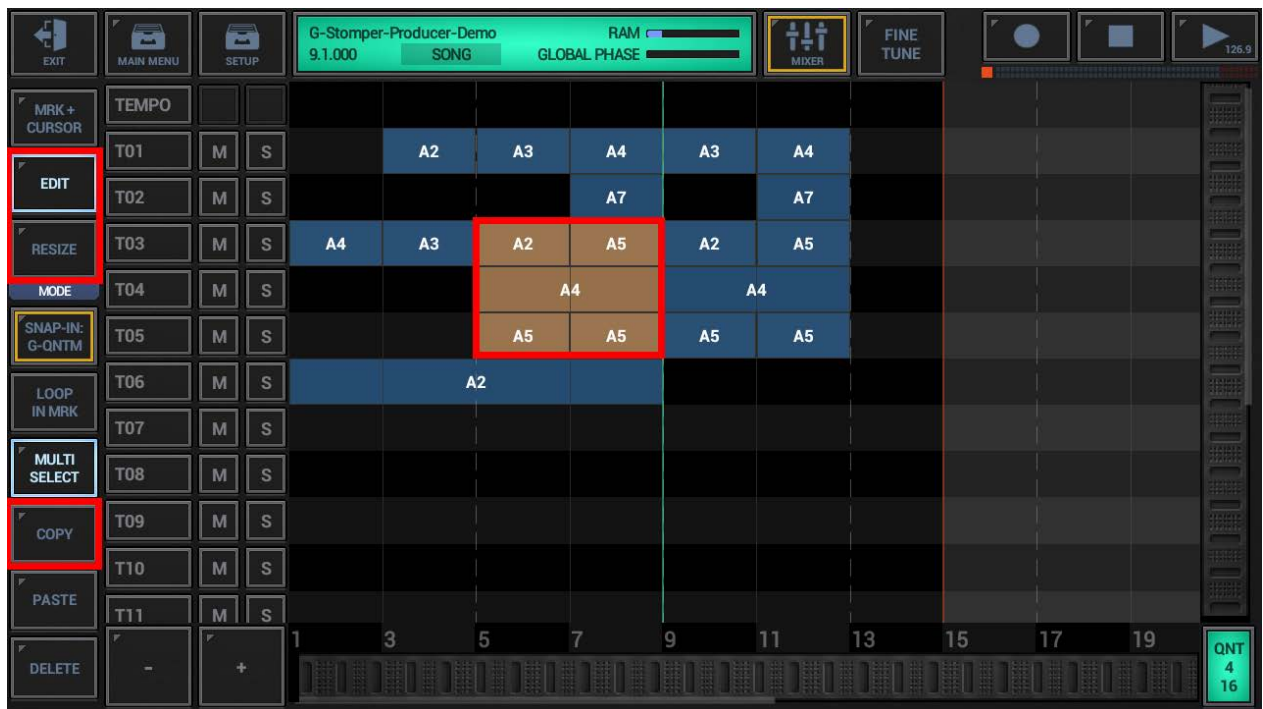 EXIT
MAIN MENU
SETUP
G-Stomper-Producer-Demo
RAM
9.1.000
SONG
GLOBAL PHASE
MIXER
FINE
TUNE
126.9
MRK +
CURSOR
TEMPO
EDIT
T01 M S A2 A3 A4 A3 A4
T02 M S A7 A7
RESIZE
T03 M S A4 A3 A2 A5 A2 A5
MODE
T04 M S A4 A4
SNAP-IN:
G-QNTM
T05 M S A5 A5 A5 A5
LOOP
IN MRK
T06 M S A2
T07 M S
MULTI
SELECT
T08 M S
COPY
T09 M S
T10 M S
PASTE
T11 M S
1 3 5 7 9 11 13 15 17 19
DELETE
- +
QNT
4
16